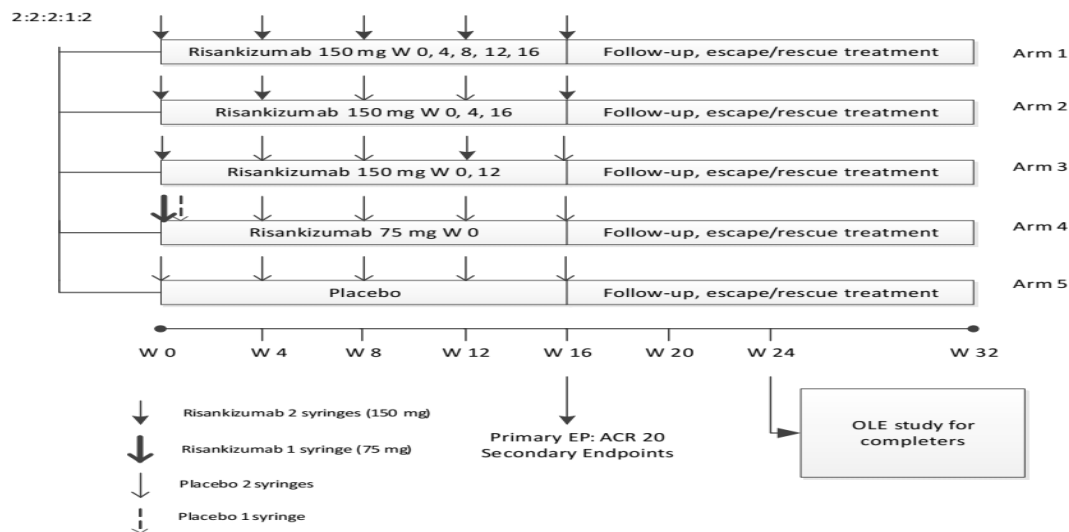 2:2:2:1:2
Risankizumab 150 mg W 0, 4, 8, 12, 16
Follow-up, escape/rescue treatment
Arm 1
Risankizumab 150 mg W 0, 4, 16
Follow-up, escape/rescue treatment
Arm 2
Risankizumab 150 mg W 0, 12
Follow-up, escape/rescue treatment
Arm 3
Risankizumab 75 mg W 0
Follow-up, escape/rescue treatment
Arm 4
Placebo
Follow-up, escape/rescue treatment
Arm 5
W 0
W 4
W 8
W 12
W 16
W 20
W 24
W 32
Risankizumab 2 syringes (150 mg)
Risankizumab 1 syringe (75 mg)
Placebo 2 syringes
Placebo 1 syringe
Primary EP: ACR 20
Secondary Endpoints
OLE study for
completers